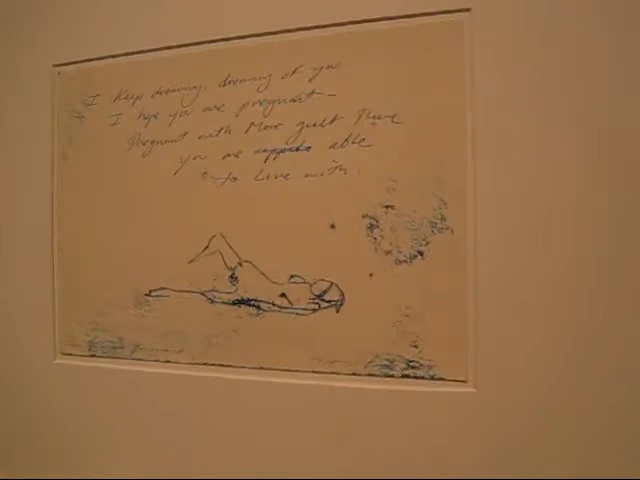 I Keep dreaming, dreaming of you
I hope you are pregnant —
Pregnant with More guilt Than
you are able
to Live with.